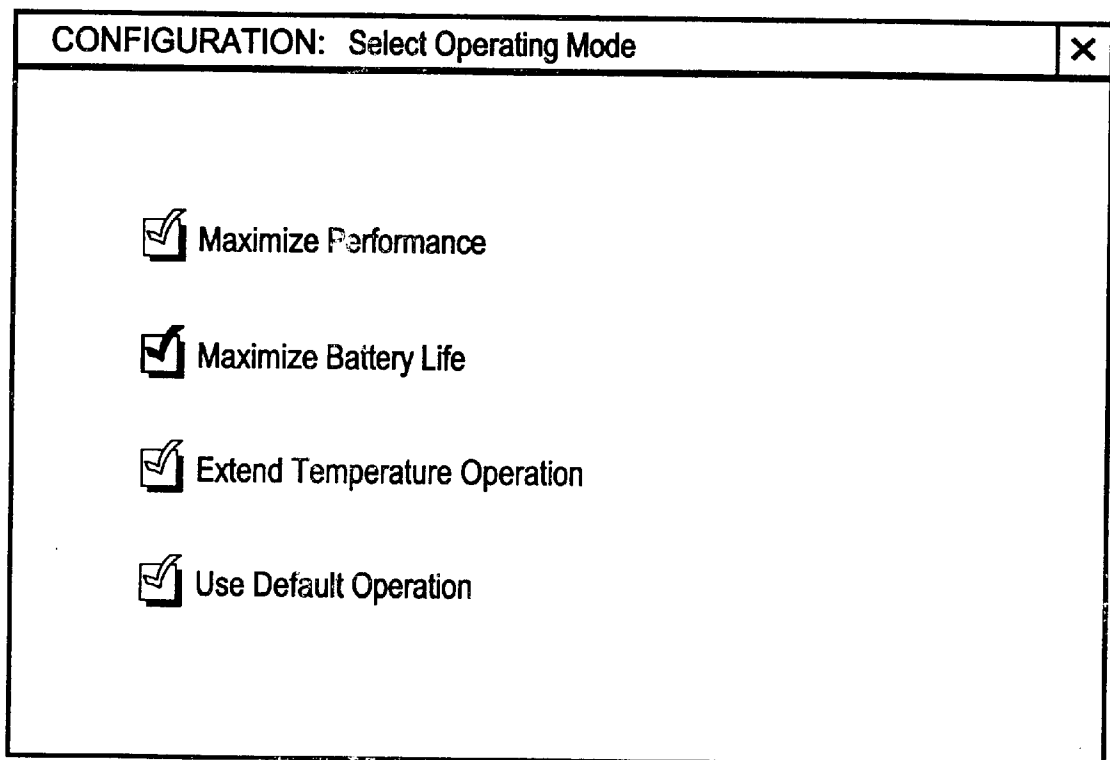 CONFIGURATION: Select Operating Mode
Maximize Performance
Maximize Battery Life
Extend Temperature Operation
Use Default Operation